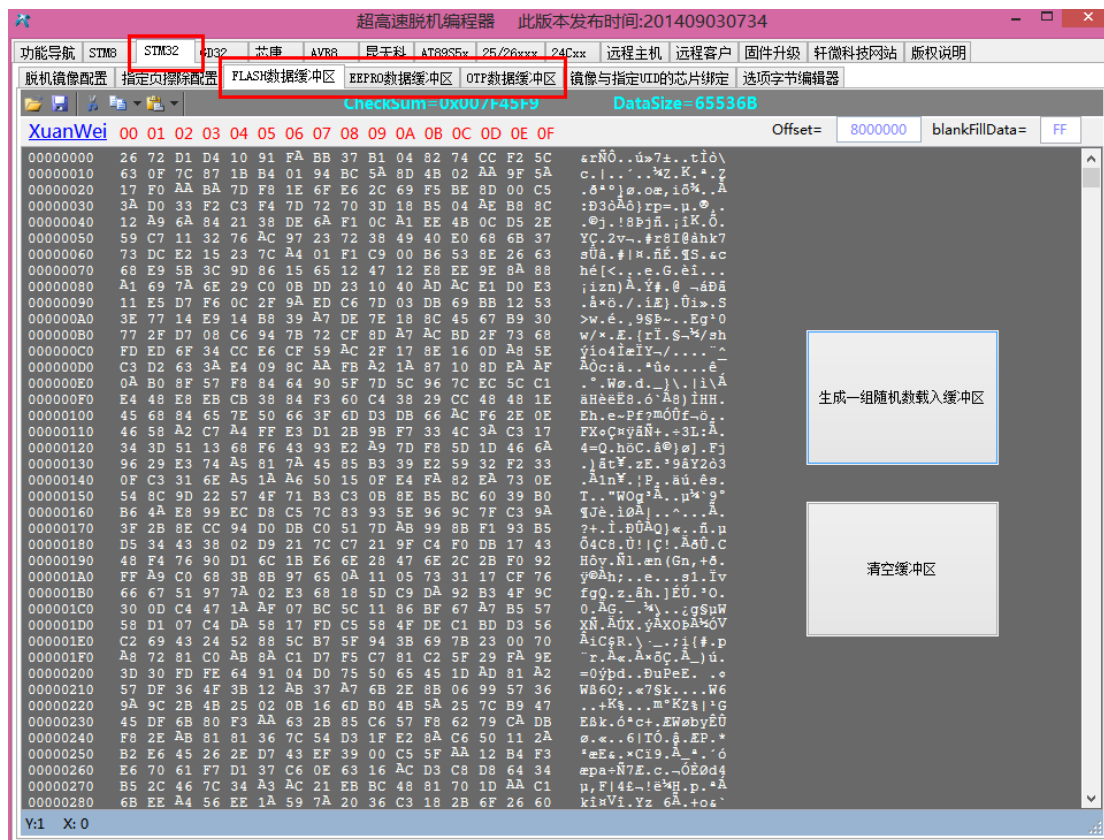 超高速脱机编程器 此版本发布时间:201409030734
功能导航 STM8 STM32 GD32 芯唐 AVR8 昆天科 AT89S5x 25/26xxx 24Cxx 远程主机 远程客户 固件升级 轩微科技网站 版权说明
脱机镜像配置 指定页擦除配置 FLASH数据缓冲区 EEPRO数据缓冲区 OTP数据缓冲区 镜像与指定UID的芯片绑定 选项字节编辑器
CheckSum=0x007F45F9 DataSize=65536B
XuanWei 00 01 02 03 04 05 06 07 08 09 0A 0B 0C 0D 0E 0F Offset= 8000000 blankFillData= FF
00000000 26 72 D1 D4 10 91 FA BB 37 B1 04 82 74 CC F2 5C
00000010 63 0F 7C 87 1B B4 01 94 BC 5A 8D 4B 02 AA 9F 5A
00000020 17 F0 AA BA 7D F8 1E 6F E6 2C 69 F5 BE 8D 00 C5
00000030 3A D0 33 F2 C3 F4 7D 72 70 3D 18 B5 04 AE B8 8C
00000040 12 A9 6A 84 21 38 DE 6A F1 0C A1 EE 4B 0C D5 2E
00000050 59 C7 11 32 76 AC 97 23 72 38 49 40 E0 68 6B 37
00000060 73 DC E2 15 23 7C A4 01 F1 C9 00 B6 53 8E 26 63
00000070 68 E9 5B 3C 9D 86 15 65 12 47 12 E8 EE 9E 8A 88
00000080 A1 69 7A 6E 29 C0 0B DD 23 10 40 AD AC E1 D0 E3
00000090 11 E5 D7 F6 0C 2F 9A ED C6 7D 03 DB 69 BB 12 53
000000A0 3E 77 14 E9 14 B8 39 A7 DE 7E 18 8C 45 67 B9 30
000000B0 77 2F D7 08 C6 94 7B 72 CF 8D A7 AC BD 2F 73 68
000000C0 FD ED 6F 34 CC E6 CF 59 AC 2F 17 8E 16 0D A8 5E
000000D0 C3 D2 63 3A E4 09 8C AA FB A2 1A 87 10 8D EA AF
000000E0 0A B0 8F 57 F8 84 64 90 5F 7D 5C 96 7C EC 5C C1
000000F0 E4 48 E8 EB CB 38 84 F3 60 C4 38 29 CC 48 48 1E
00000100 45 68 84 65 7E 50 66 3F 6D D3 DB 66 AC F6 2E 0E
00000110 46 58 A2 C7 A4 FF E3 D1 2B 9B F7 33 4C 3A C3 17
00000120 34 3D 51 13 68 F6 43 93 E2 A9 7D F8 5D 1D 46 6A
00000130 96 29 E3 74 A5 81 7A 45 85 B3 39 E2 59 32 F2 33
00000140 0F C3 31 6E A5 1A A6 50 15 0F E4 FA 82 EA 73 0E
00000150 54 8C 9D 22 57 4F 71 B3 C3 0B 8E B5 BC 60 39 B0
00000160 B6 4A E8 99 EC D8 C5 7C 83 93 5E 96 9C 7F C3 9A
00000170 3F 2B 8E CC 94 D0 DB C0 51 7D AB 99 8B F1 93 B5
00000180 D5 34 43 38 02 D9 21 7C C7 21 9F C4 F0 DB 17 43
00000190 48 F4 76 90 D1 6C 1B E6 6E 28 47 6E 2C 2B F0 92
000001A0 FF A9 C0 68 3B 8B 97 65 0A 11 05 73 31 17 CF 76
000001B0 66 67 51 97 7A 02 E3 68 18 5D C9 DA 92 B3 4F 9C
000001C0 30 0D C4 47 1A AF 07 BC 5C 11 86 BF 67 A7 B5 57
000001D0 58 D1 07 C4 DA 58 17 FD C5 58 4F DE C1 BD D3 56
000001E0 C2 69 43 24 52 88 5C B7 5F 94 3B 69 7B 23 00 70
000001F0 A8 72 81 C0 AB 8A C1 D7 F5 C7 81 C2 5F 29 FA 9E
00000200 3D 30 FD FE 64 91 04 D0 75 50 65 45 1D AD 81 A2
00000210 57 DF 36 4F 3B 12 AB 37 A7 6B 2E 8B 06 99 57 36
00000220 9A 9C 2B 4B 25 02 0B 16 6D B0 4B 5A 25 7C B9 47
00000230 45 DF 6B 80 F3 AA 63 2B 85 C6 57 F8 62 79 CA DB
00000240 F8 2E AB 81 81 36 7C 54 D3 1F E2 8A C6 50 11 2A
00000250 B2 E6 45 26 2E D7 43 EF 39 00 C5 5F AA 12 B4 F3
00000260 E6 70 61 F7 D1 37 C6 0E 63 16 AC D3 C8 D8 64 34
00000270 B5 2C 46 7C 34 A3 AC 21 EB BC 48 81 70 1D AA C1
00000280 6B EE A4 56 EE 1A 59 7A 20 36 C3 18 2B 6F 26 60
生成一组随机数载入缓冲区
清空缓冲区
Y:1 X:0